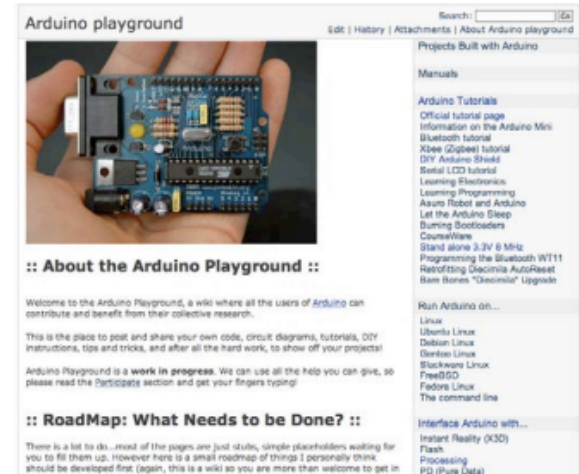 Arduino playground
Search: Go
Edit | History | Attachments | About Arduino playground
:: About the Arduino Playground ::
Welcome to the Arduino Playground, a wiki where all the users of Arduino can
contribute and benefit from their collective research.
This is the place to post and share your own code, circuit diagrams, tutorials, DIY
instructions, tips and tricks, and after all the hard work, to show off your projects!
Arduino Playground is a work in progress. We can use all the help you can give, so
please read the Participate section and get your fingers typing!
:: RoadMap: What Needs to be Done? ::
There is a lot to do...most of the pages are just stubs, simple placeholders waiting for
you to fill them up. However here is a small roadmap of things I personally think
should be developed first (again, this is a wiki so you are more than welcome to get in
Projects Built with Arduino
Manuals
Arduino Tutorials
Official tutorial page
Information on the Arduino Mini
Bluetooth tutorial
Xbee (Zigbee) tutorial
DIY Arduino Shield
Serial LCD tutorial
Learning Electronics
Learning Programming
Asuro Robot and Arduino
Let the Arduino Sleep
Burning Bootloaders
CourseWare
Stand alone 3.3V 8 MHz
Programming the Bluetooth WT11
Retrofitting Diecimila AutoReset
Bare Bones "Diecimila" Upgrade
Run Arduino on...
Linux
Ubuntu Linux
Debian Linux
Gentoo Linux
Slackware Linux
FreeBSD
Fedora Linux
The command line
Interface Arduino with...
Instant Reality (X3D)
Flash
Processing
PD (Pure Data)